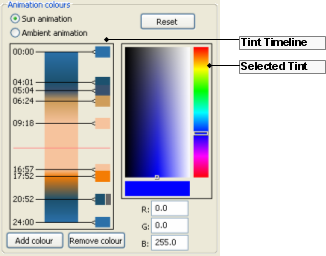 Animation colours
Sun animation
Ambient animation
Reset
00:00
04:01
05:04
06:24
09:18
16:57
17:52
20:52
24:00
Tint Timeline
Selected Tint
R: 0.0
G: 0.0
B: 255.0
Add colour
Remove colour